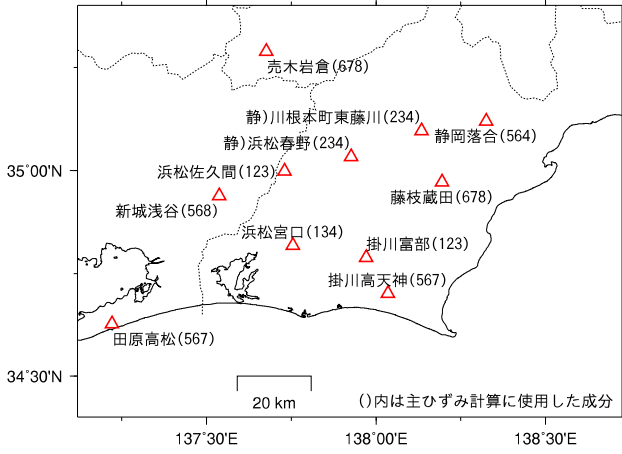 売木岩倉(678)
静)川根本町東藤川(234)
静岡落合(564)
静)浜松春野(234)
35°00'N
浜松佐久間(123)
藤枝蔵田(678)
新城浅谷(568)
浜松宮口(134)
掛川富部(123)
掛川高天神(567)
田原高松(567)
34°30'N
20 km
()内は主ひずみ計算に使用した成分
137°30'E
138°00'E
138°30'E